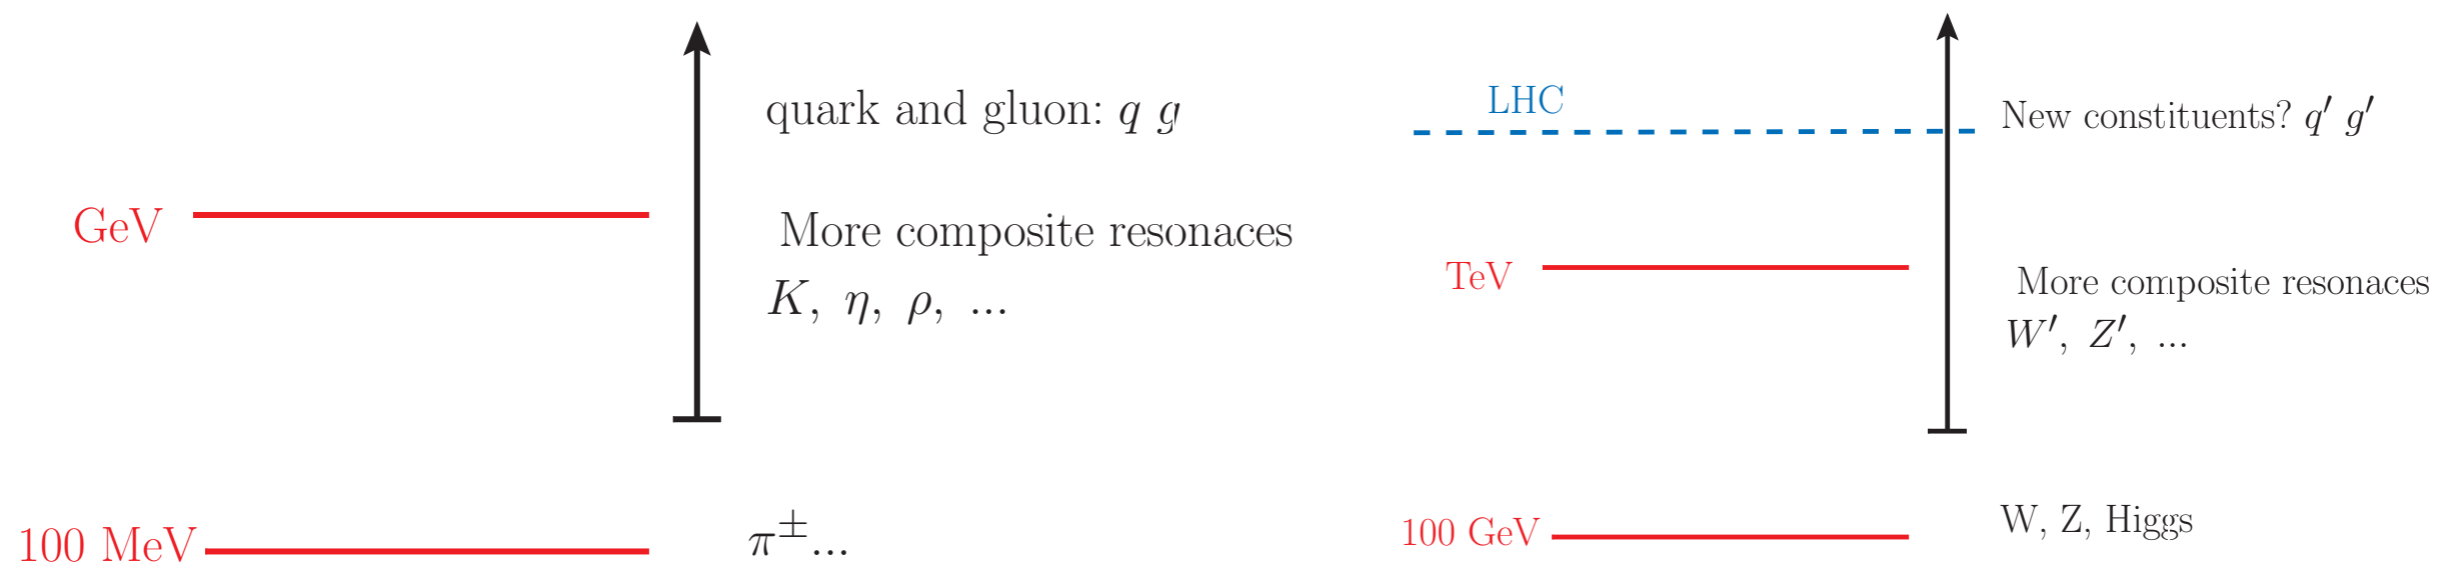 quark and gluon: q g
GeV
More composite resonaces
K, η, ρ, ...
100 MeV
π±...
LHC
New constituents? q′ g′
TeV
More composite resonaces
W′, Z′, ...
100 GeV
W, Z, Higgs